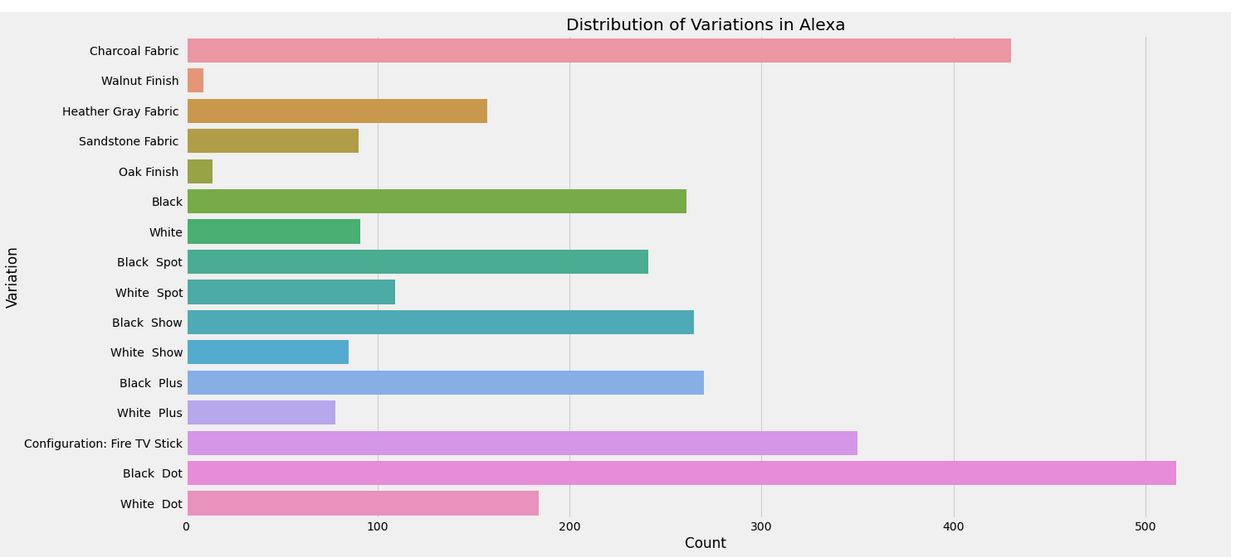 Distribution of Variations in Alexa
Variation
Charcoal Fabric
Walnut Finish
Heather Gray Fabric
Sandstone Fabric
Oak Finish
Black
White
Black  Spot
White  Spot
Black  Show
White  Show
Black  Plus
White  Plus
Configuration: Fire TV Stick
Black  Dot
White  Dot
0 100 200 300 400 500
Count